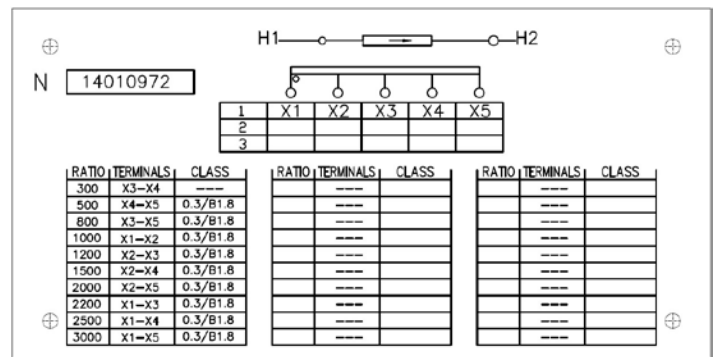 H1 H2
N 14010972
1 X1 X2 X3 X4 X5
2
3
RATIO TERMINALS CLASS RATIO TERMINALS CLASS RATIO TERMINALS CLASS
300 X3-X4 --- --- ---
500 X4-X5 0.3/B1.8 --- ---
800 X3-X5 0.3/B1.8 --- ---
1000 X1-X2 0.3/B1.8 --- ---
1200 X2-X3 0.3/B1.8 --- ---
1500 X2-X4 0.3/B1.8 --- ---
2000 X2-X5 0.3/B1.8 --- ---
2200 X1-X3 0.3/B1.8 --- ---
2500 X1-X4 0.3/B1.8 --- ---
3000 X1-X5 0.3/B1.8 --- ---